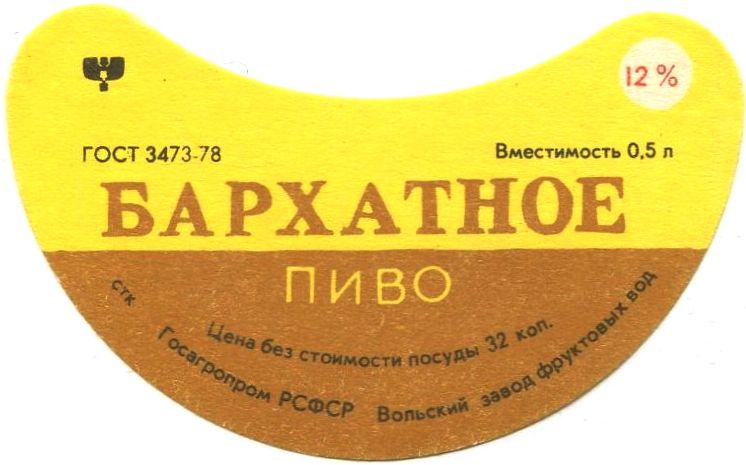 12 %
ГОСТ 3473-78
Вместимость 0,5 л
БАРХАТНОЕ
ПИВО
стк
Цена без стоимости посуды 32 коп.
Госагропром РСФСР Вольский завод фруктовых вод